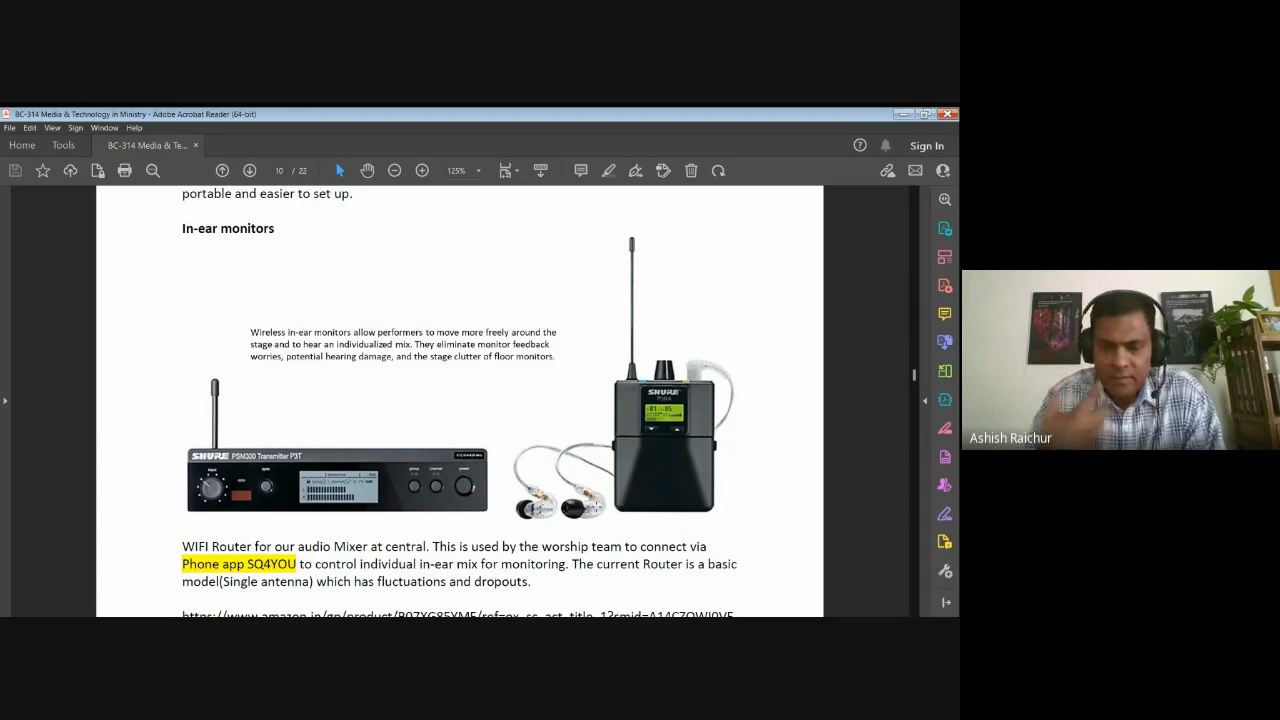 BC-314 Media & Technology in Ministry - Adobe Acrobat Reader (64-bit)
File Edit View Sign Window Help
Home Tools BC-314 Media & Te... × Sign In
10 / 22 125%
portable and easier to set up.
In-ear monitors
Wireless in-ear monitors allow performers to move more freely around the
stage and to hear an individualized mix. They eliminate monitor feedback
worries, potential hearing damage, and the stage clutter of floor monitors.
SHURE
P3RA
SHURE PSM300 Transmitter P3T
input sync group channel power
WIFI Router for our audio Mixer at central. This is used by the worship team to connect via
Phone app SQ4YOU to control individual in-ear mix for monitoring. The current Router is a basic
model(Single antenna) which has fluctuations and dropouts.
Ashish Raichur